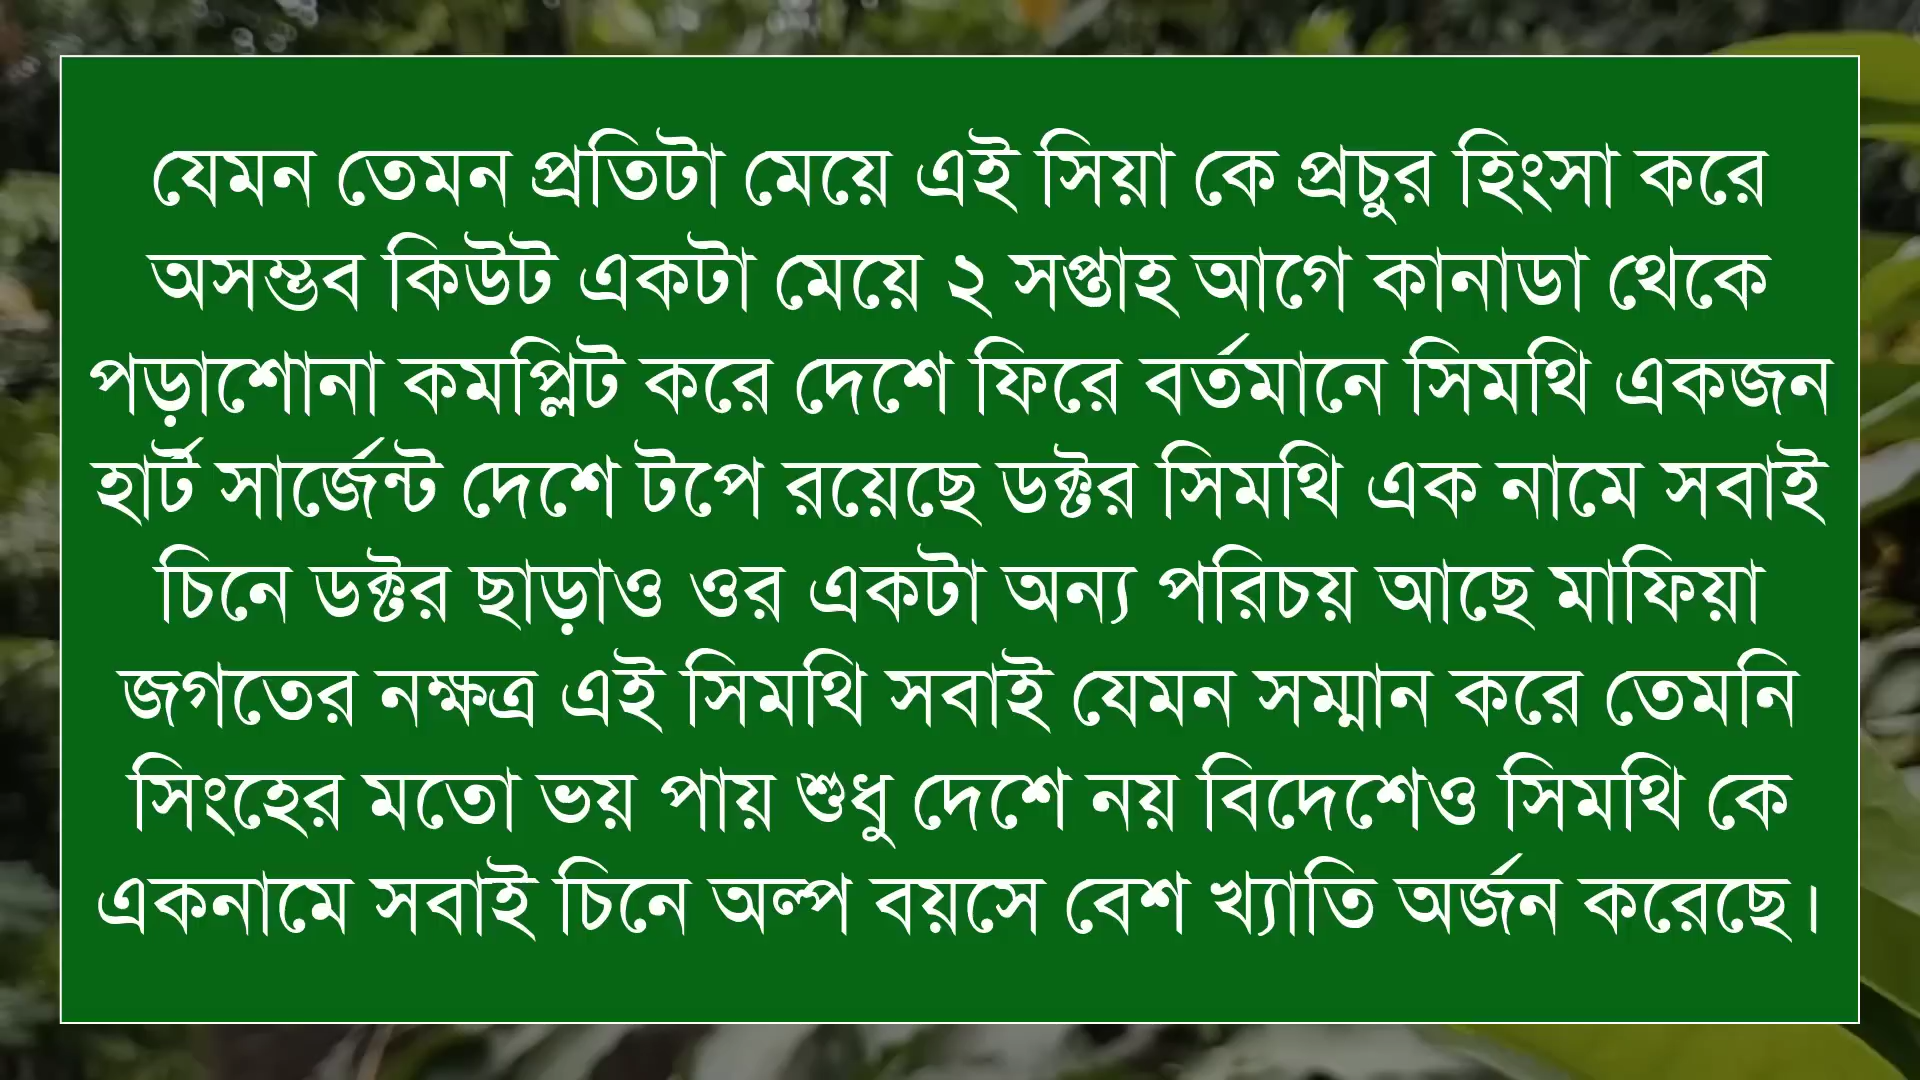 যেমন তেমন প্রতিটা মেয়ে এই সিয়া কে প্রচুর হিংসা করে
অসম্ভব কিউট একটা মেয়ে ২ সপ্তাহ আগে কানাডা থেকে
পড়াশোনা কমপ্লিট করে দেশে ফিরে বর্তমানে সিমথি একজন
হার্ট সার্জেন্ট দেশে টপে রয়েছে ডক্টর সিমথি এক নামে সবাই
চিনে ডক্টর ছাড়াও ওর একটা অন্য পরিচয় আছে মাফিয়া
জগতের নক্ষত্র এই সিমথি সবাই যেমন সম্মান করে তেমনি
সিংহের মতো ভয় পায় শুধু দেশে নয় বিদেশেও সিমথি কে
একনামে সবাই চিনে অল্প বয়সে বেশ খ্যাতি অর্জন করেছে।